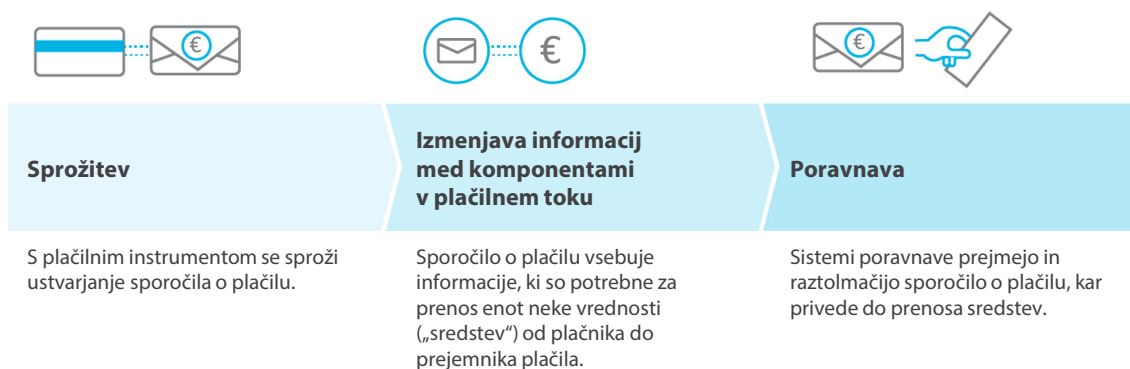 €
€
€
Sprožitev
Izmenjava informacij
med komponentami
v plačilnem toku
Poravnava
S plačilnim instrumentom se sproži
ustvarjanje sporočila o plačilu.
Sporočilo o plačilu vsebuje
informacije, ki so potrebne za
prenos enot neke vrednosti
(„sredstev“) od plačnika do
prejemnika plačila.
Sistemi poravnave prejmejo in
raztolmačijo sporočilo o plačilu, kar
privede do prenosa sredstev.